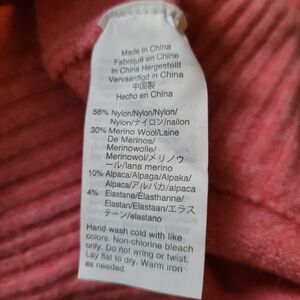 Made in China
Fabriqué en Chine
In China Hergestellt
Vervaardigd in China
中国製
Hecho en China
56% Nylon/Nylon/Nylon/
Nylon/ナイロン/nailon
30% Merino Wool/Laine
De Merinos/
Merinowolle/
Merinowol/メリノウ
ール/lana merino
10% Alpaca/Alpaga/Alpaka/
Alpaca/アルパカ/alpaca
4% Elastane/Élasthanne/
Elastan/Elastaan/エラス
テーン/elastano
Hand wash cold with like
colors. Non-chlorine bleach
only. Do not wring or twist.
Lay flat to dry. Warm iron
as needed.